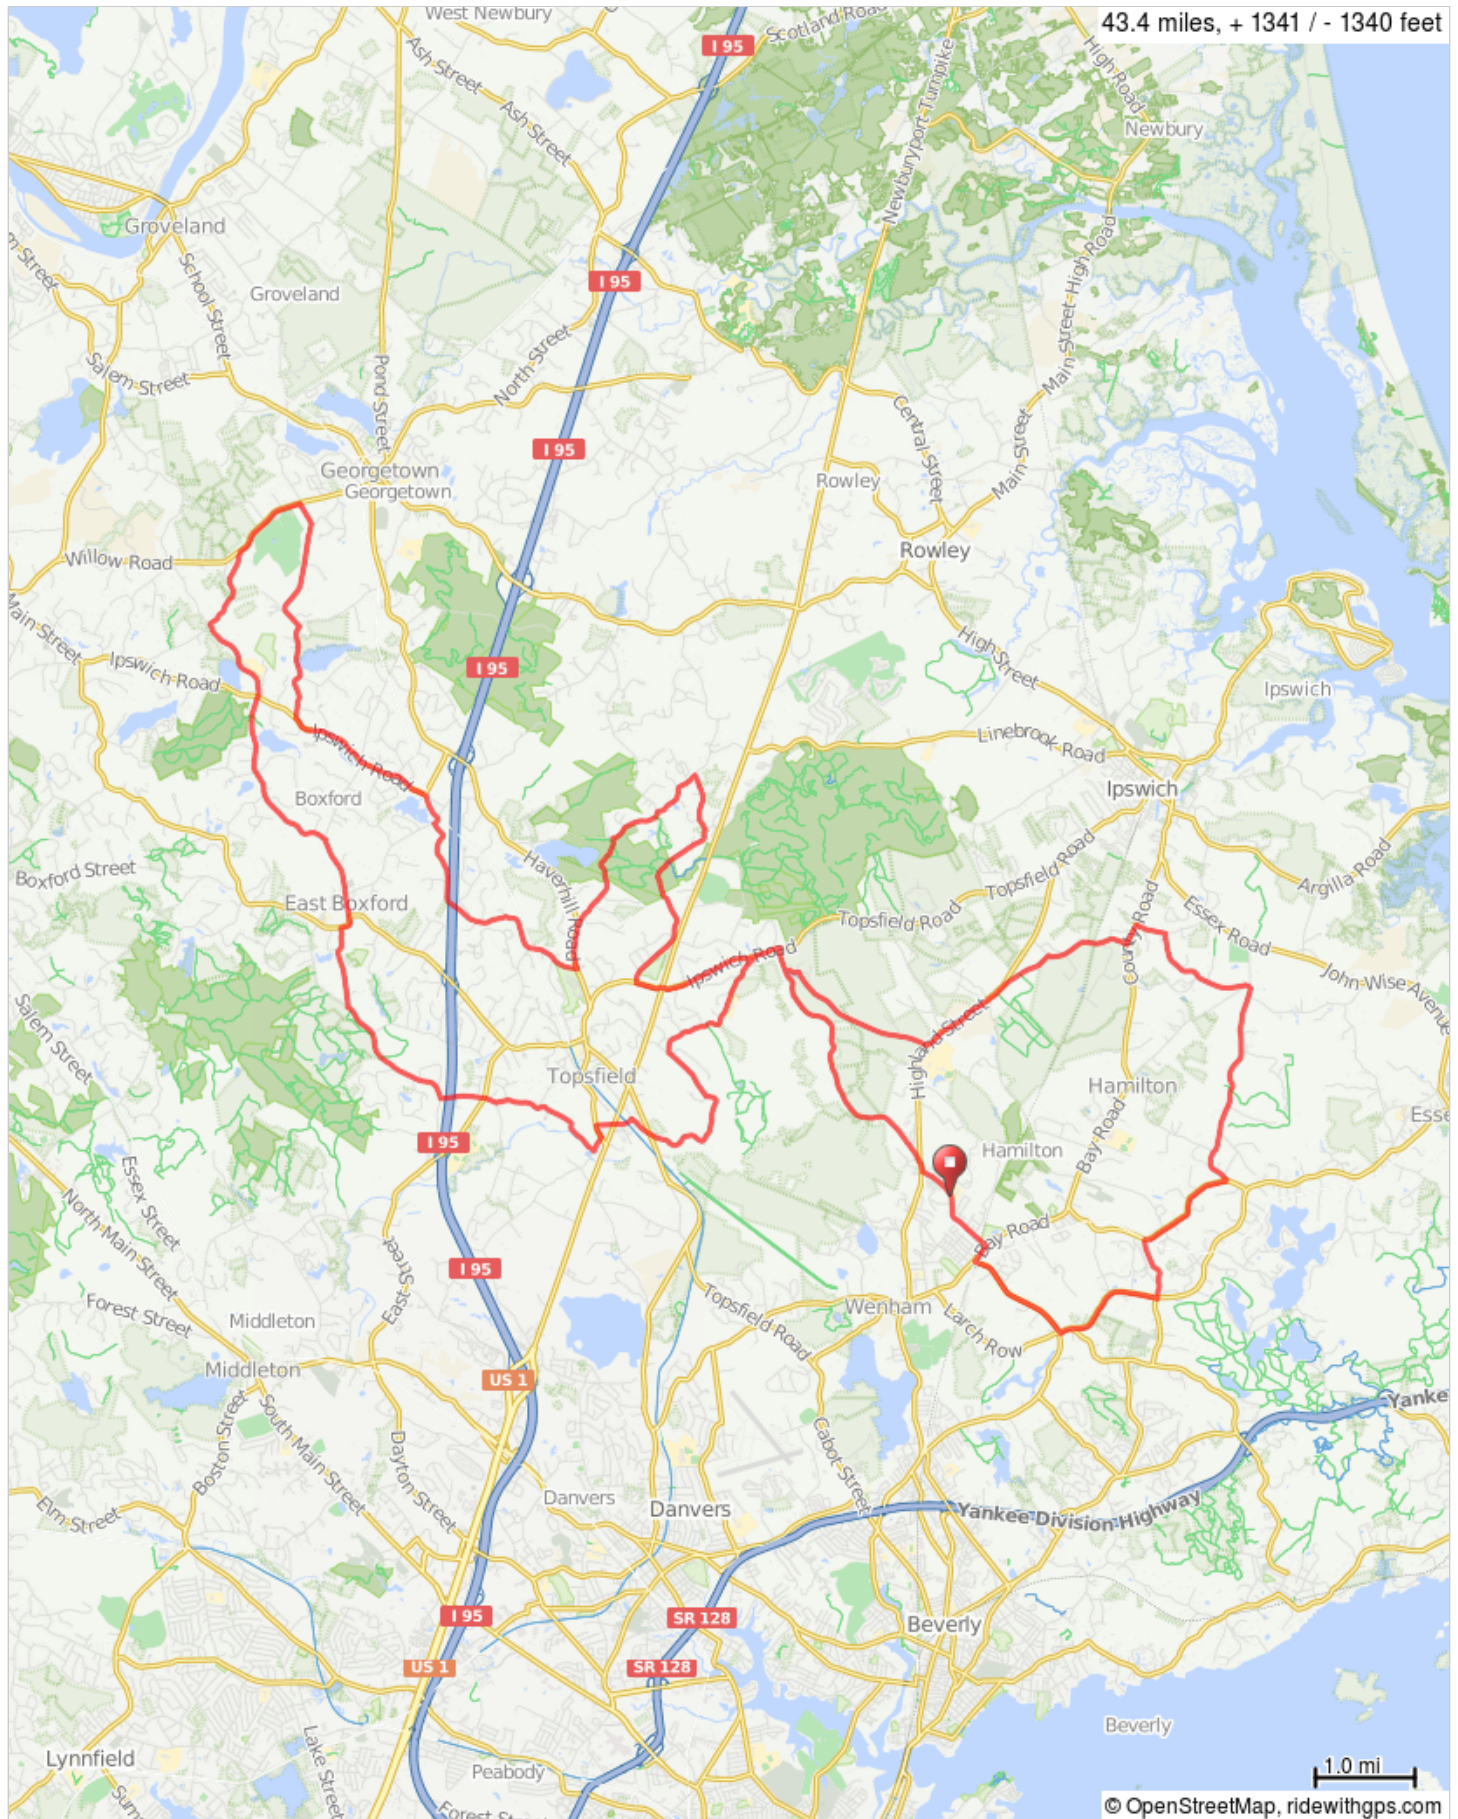 43.4 miles, + 1341 / - 1340 feet
West Newbury
Scotland Road
I 95
High Road
Ash Street
Newburyport Turnpike
Ash Street
Newbury
Groveland
School Street
High Road
I 95
Groveland
Main Street
North Street
Salem Street
Pond Street
Central Street
Main Street
I 95
Georgetown
Georgetown
Rowley
Rowley
Willow Road
Main Street
High Street
Ipswich Road
I 95
Ipswich
Linebrook Road
Ipswich Road
Boxford
Ipswich
Topsfield Road
Argilla Road
Boxford Street
Haverhill Road
East Boxford
Topsfield Road
County Road
Essex Road
Ipswich Road
John Wise Avenue
Salem Street
Highland Street
Topsfield
Hamilton
Bay Road
I 95
Hamilton
Essex Street
North Main Street
Bay Road
East Street
I 95
Forest Street
Middleton
Topsfield Road
Wenham
Larch Row
Middleton
US 1
Boston Street
South Main Street
Dayton Street
Cabot Street
Danvers
Danvers
Elm Street
Yankee Division Highway
I 95
SR 128
Beverly
US 1
SR 128
Beverly
Lynnfield
Lake Street
Peabody
1.0 mi
© OpenStreetMap, ridewithgps.com